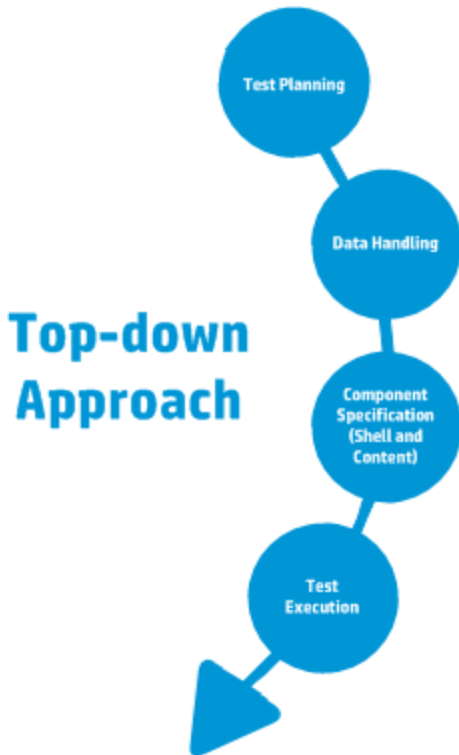 Test Planning
Data Handling
Top-down
Approach
Component
Specification
(Shell and
Content)
Test
Execution